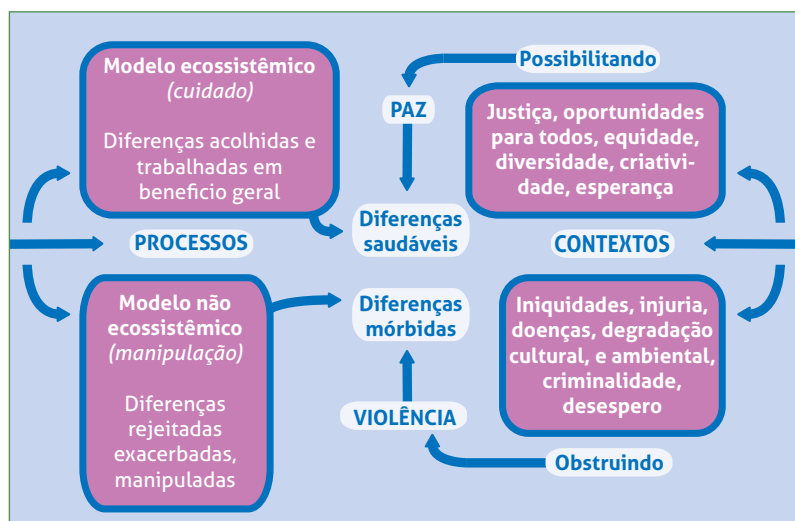 Modelo ecossistêmico
(cuidado)
Diferenças acolhidas e
trabalhadas em
beneficio geral
Possibilitando
PAZ
Justiça, oportunidades
para todos, equidade,
diversidade, criativi-
dade, esperança
PROCESSOS
Diferenças
saudáveis
CONTEXTOS
Modelo não
ecossistêmico
(manipulação)
Diferenças
rejeitadas
exacerbadas,
manipuladas
Diferenças
mórbidas
Iniquidades, injuria,
doenças, degradação
cultural, e ambiental,
criminalidade,
desespero
VIOLÊNCIA
Obstruindo